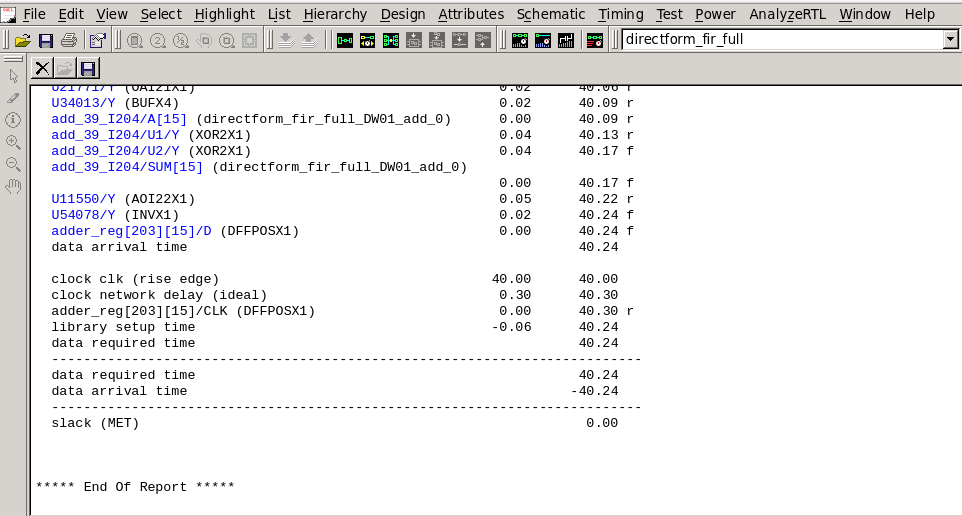 File Edit View Select Highlight List Hierarchy Design Attributes Schematic Timing Test Power AnalyzeRTL Window Help
directform_fir_full
U21771/Y (OAI21X1) 0.02 40.06 r
U34013/Y (BUFX4) 0.02 40.09 r
add_39_I204/A[15] (directform_fir_full_DW01_add_0) 0.00 40.09 r
add_39_I204/U1/Y (XOR2X1) 0.04 40.13 r
add_39_I204/U2/Y (XOR2X1) 0.04 40.17 f
add_39_I204/SUM[15] (directform_fir_full_DW01_add_0)
0.00 40.17 f
U11550/Y (AOI22X1) 0.05 40.22 r
U54078/Y (INVX1) 0.02 40.24 f
adder_reg[203][15]/D (DFFPOSX1) 0.00 40.24 f
data arrival time 40.24
clock clk (rise edge) 40.00 40.00
clock network delay (ideal) 0.30 40.30
adder_reg[203][15]/CLK (DFFPOSX1) 0.00 40.30 r
library setup time -0.06 40.24
data required time 40.24
--------------------------------------------------------------------------
data required time 40.24
data arrival time -40.24
--------------------------------------------------------------------------
slack (MET) 0.00
***** End Of Report *****